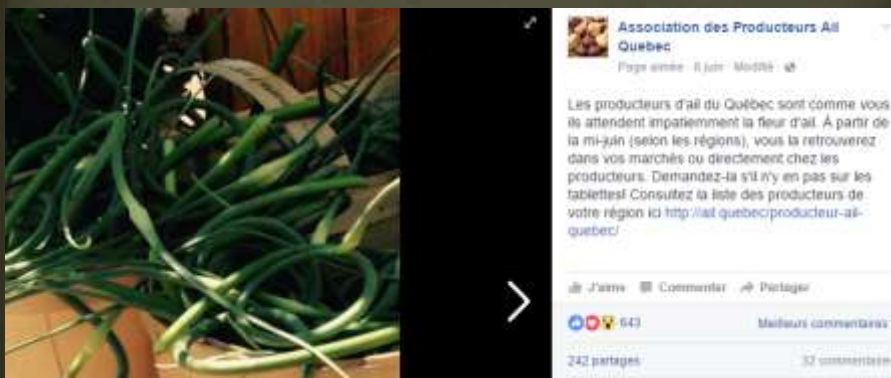 Association des Producteurs Ail
Quebec
Page aimée · 8 juin · Modifié ·
Les producteurs d'ail du Québec sont comme vous
ils attendent impatiemment la fleur d'ail. À partir de
la mi-juin (selon les régions), vous la retrouverez
dans vos marchés ou directement chez les
producteurs. Demandez-la s'il n'y en pas sur les
tablettes! Consultez la liste des producteurs de
votre région ici http://ail.quebec/producteur-ail-
quebec/
J'aime Commenter Partager
643 Meilleurs commentaires
242 partages 32 commentaires